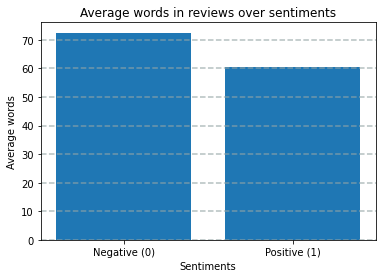 Average words in reviews over sentiments
70
60
50
40
30
20
10
0
Average words
Negative (0)
Positive (1)
Sentiments